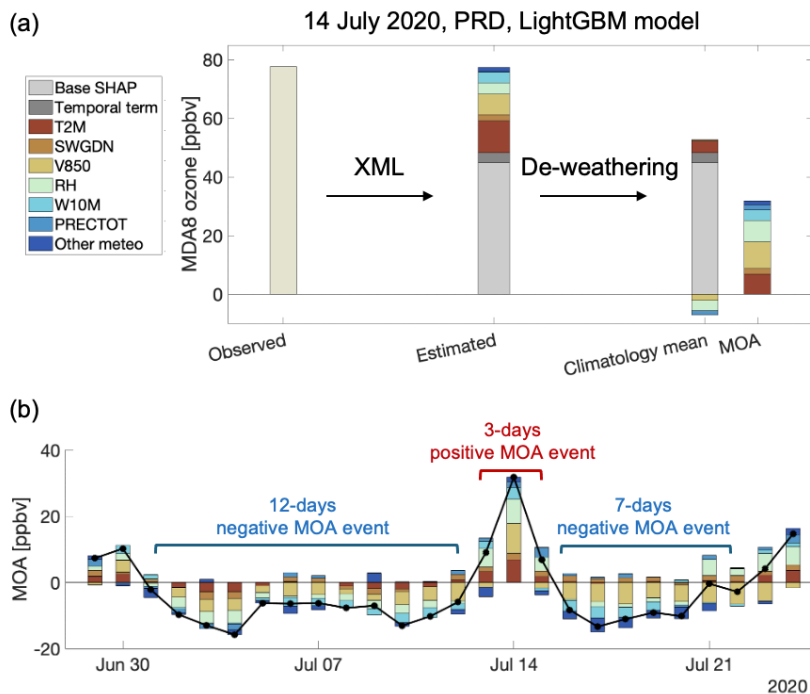 (a)
14 July 2020, PRD, LightGBM model
Base SHAP
Temporal term
T2M
SWGDN
V850
RH
W10M
PRECTOT
Other meteo
MDA8 ozone [ppbv]
80
60
40
20
0
XML
De-weathering
Observed
Estimated
Climatology mean
MOA
(b)
MOA [ppbv]
40
20
0
-20
12-days
negative MOA event
3-days
positive MOA event
7-days
negative MOA event
Jun 30
Jul 07
Jul 14
Jul 21
2020